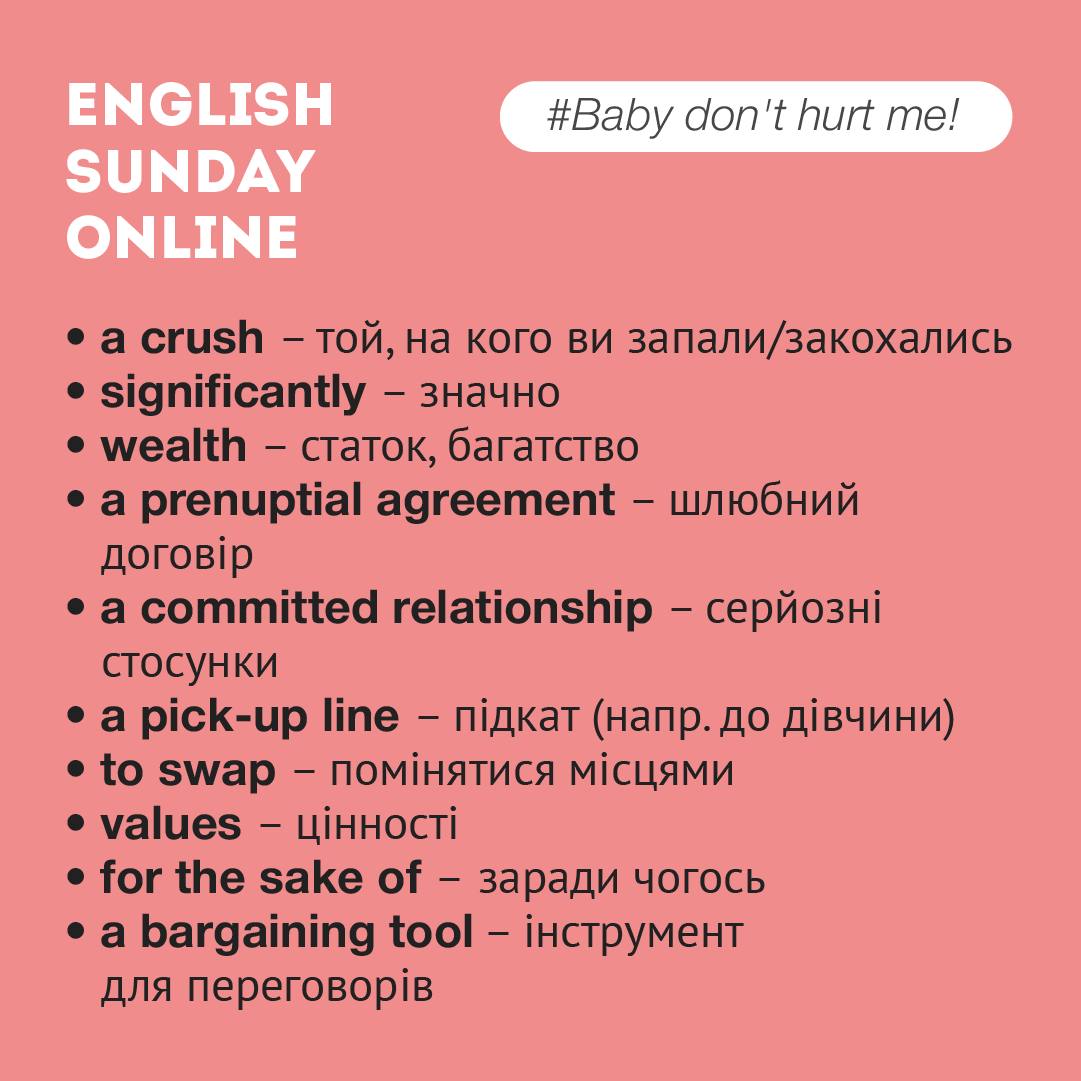 ENGLISH
SUNDAY
ONLINE
#Baby don't hurt me!
• a crush – той, на кого ви запали/закохались
• significantly – значно
• wealth – статок, багатство
• a prenuptial agreement – шлюбний
договір
• a committed relationship – серйозні
стосунки
• a pick-up line – підкат (напр. до дівчини)
• to swap – помінятися місцями
• values – цінності
• for the sake of – заради чогось
• a bargaining tool – інструмент
для переговорів